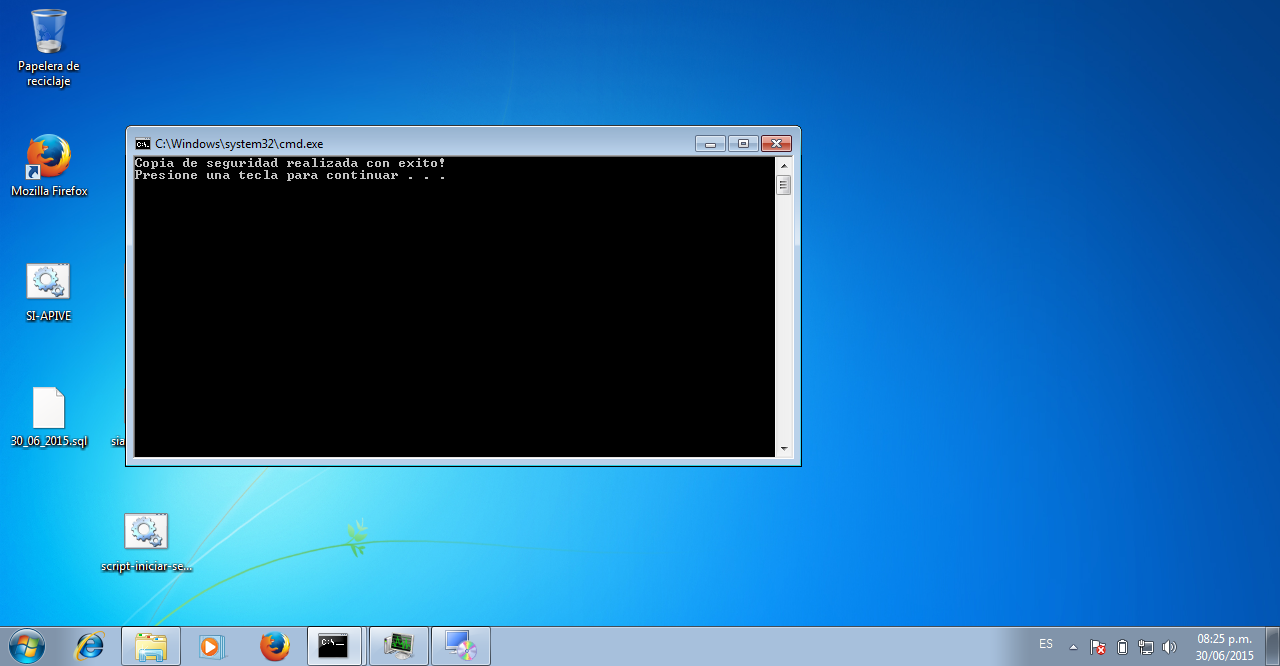 Papelera de
reciclaje
Mozilla Firefox
SI-APIVE
30_06_2015.sql
sia
script-iniciar-se...
C:\Windows\system32\cmd.exe
Copia de seguridad realizada con exito!
Presione una tecla para continuar . . .
ES
08:25 p.m.
30/06/2015